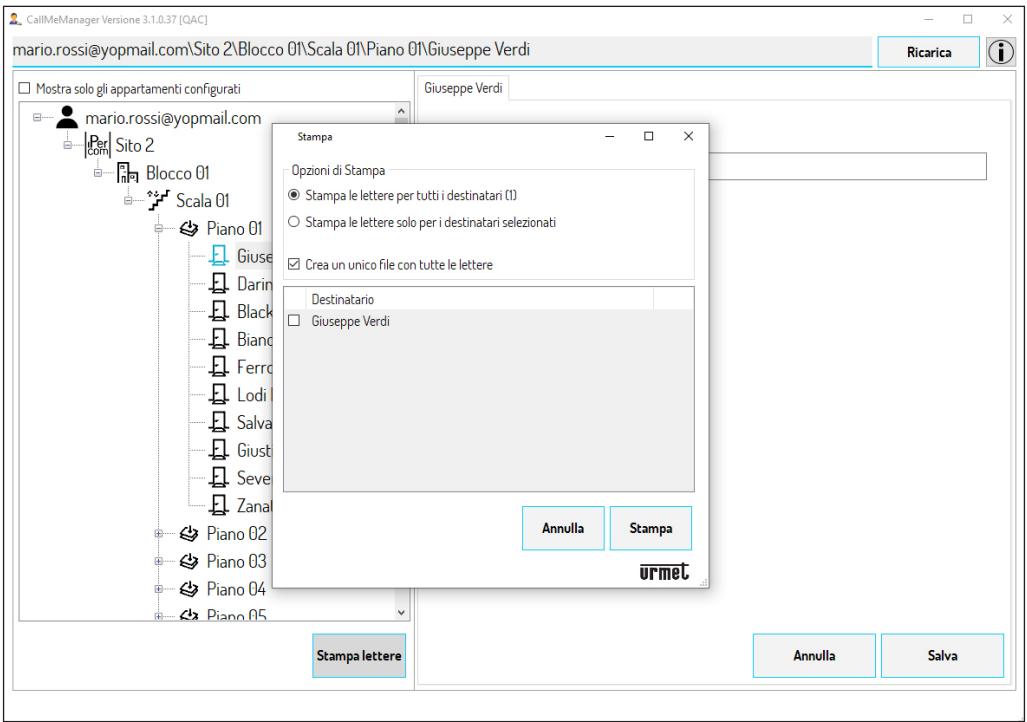 CallMeManager Versione 3.1.0.37 [QAC]
mario.rossi@yopmail.com\Sito 2\Blocco 01\Scala 01\Piano 01\Giuseppe Verdi
Ricarica
Mostra solo gli appartamenti configurati
mario.rossi@yopmail.com
iPer
com
Sito 2
Blocco 01
Scala 01
Piano 01
Giuse
Darin
Black
Bianc
Ferro
Lodi
Salva
Giust
Seve
Zanat
Piano 02
Piano 03
Piano 04
Piano 05
Stampa lettere
Giuseppe Verdi
Stampa
Opzioni di Stampa
Stampa le lettere per tutti i destinatari (1)
Stampa le lettere solo per i destinatari selezionati
Crea un unico file con tutte le lettere
Destinatario
Giuseppe Verdi
Annulla
Stampa
urmet
Annulla
Salva